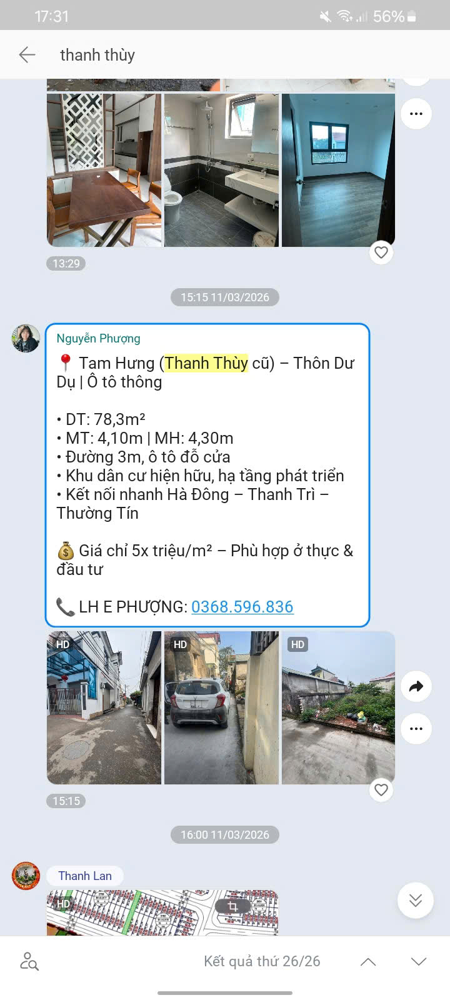 17:31
56%
thanh thùy
13:29
15:15 11/03/2026
Nguyễn Phượng
📍 Tam Hưng (Thanh Thùy cũ) – Thôn Dư
Dụ | Ô tô thông
• DT: 78,3m²
• MT: 4,10m | MH: 4,30m
• Đường 3m, ô tô đỗ cửa
• Khu dân cư hiện hữu, hạ tầng phát triển
• Kết nối nhanh Hà Đông – Thanh Trì –
Thường Tín
💰 Giá chỉ 5x triệu/m² – Phù hợp ở thực &
đầu tư
📞 LH E PHƯỢNG: 0368.596.836
HD
HD
HD
15:15
16:00 11/03/2026
Thanh Lan
HD
Kết quả thứ 26/26